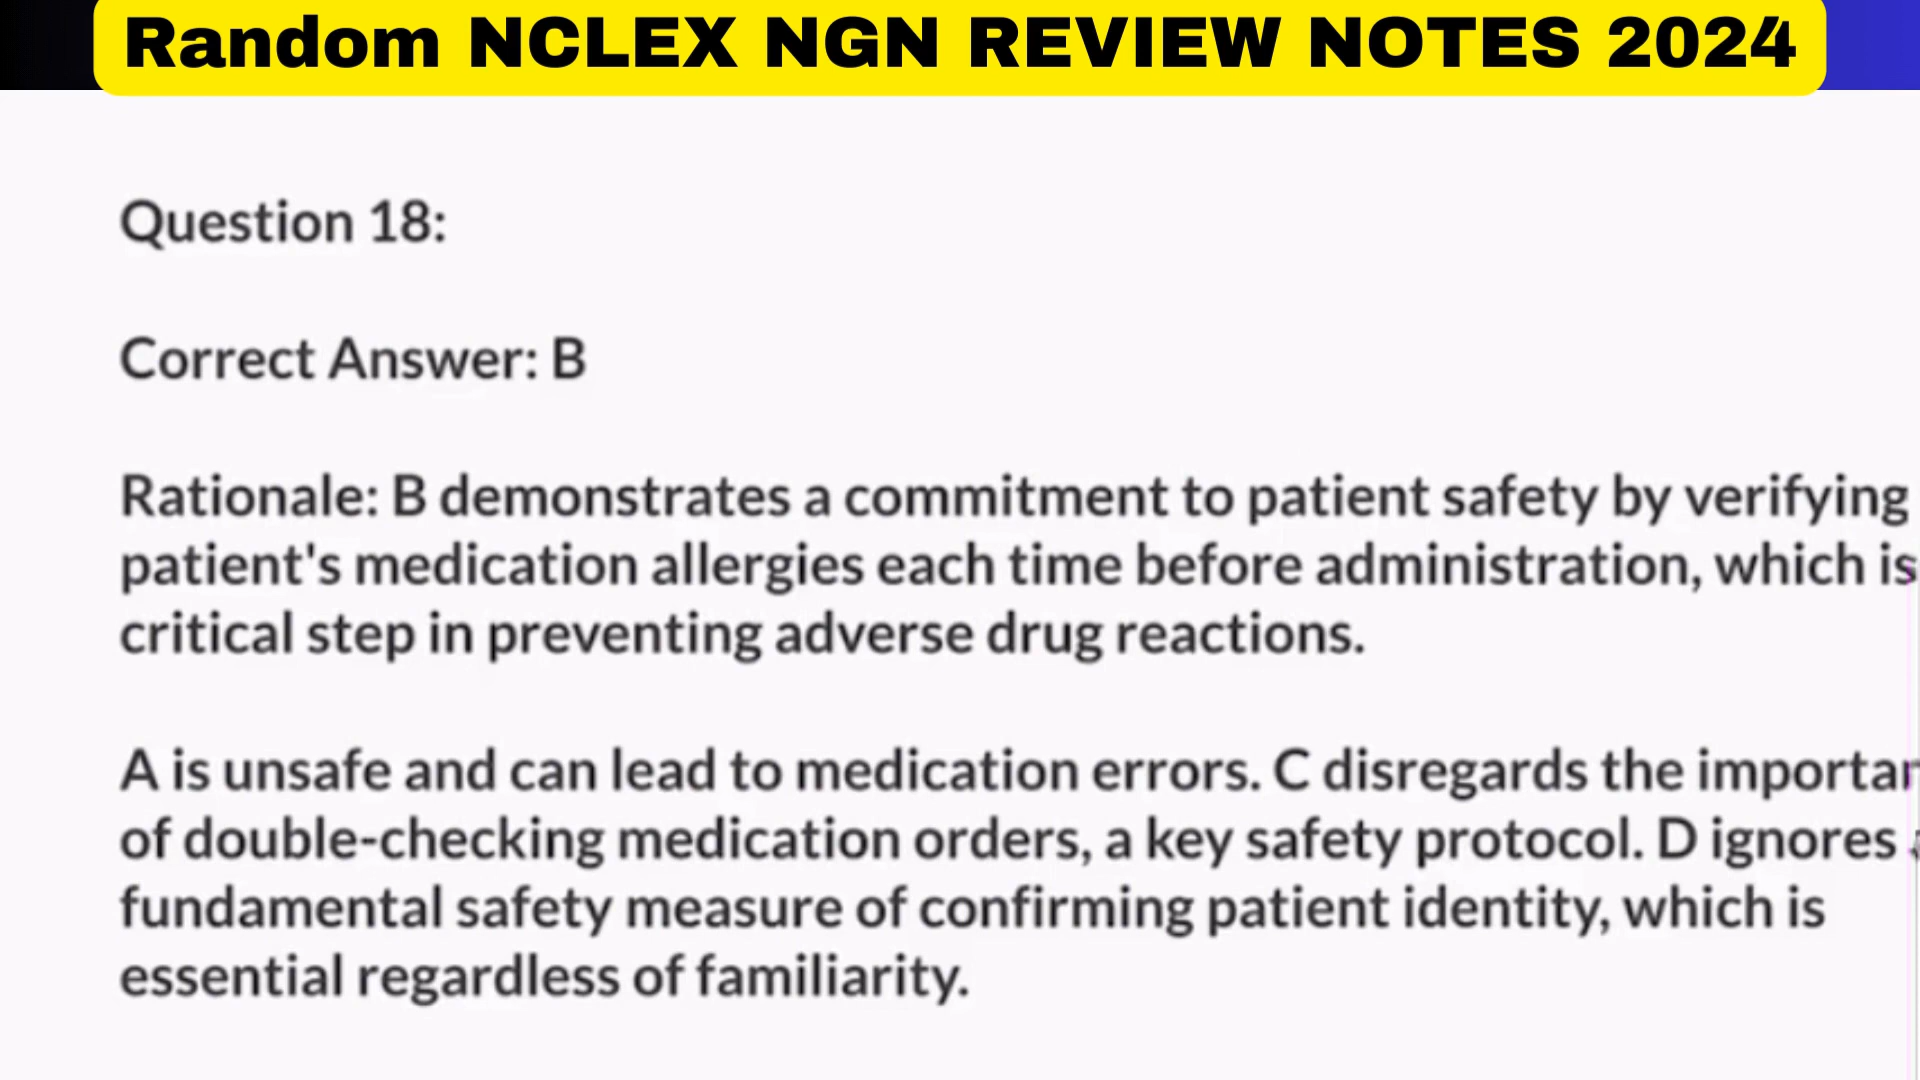 Random NCLEX NGN REVIEW NOTES 2024
Question 18:
Correct Answer: B
Rationale: B demonstrates a commitment to patient safety by verifying
patient's medication allergies each time before administration, which is
critical step in preventing adverse drug reactions.
A is unsafe and can lead to medication errors. C disregards the
of double-checking medication orders, a key safety protocol. D ignores
fundamental safety measure of confirming patient identity, which is
essential regardless of familiarity.